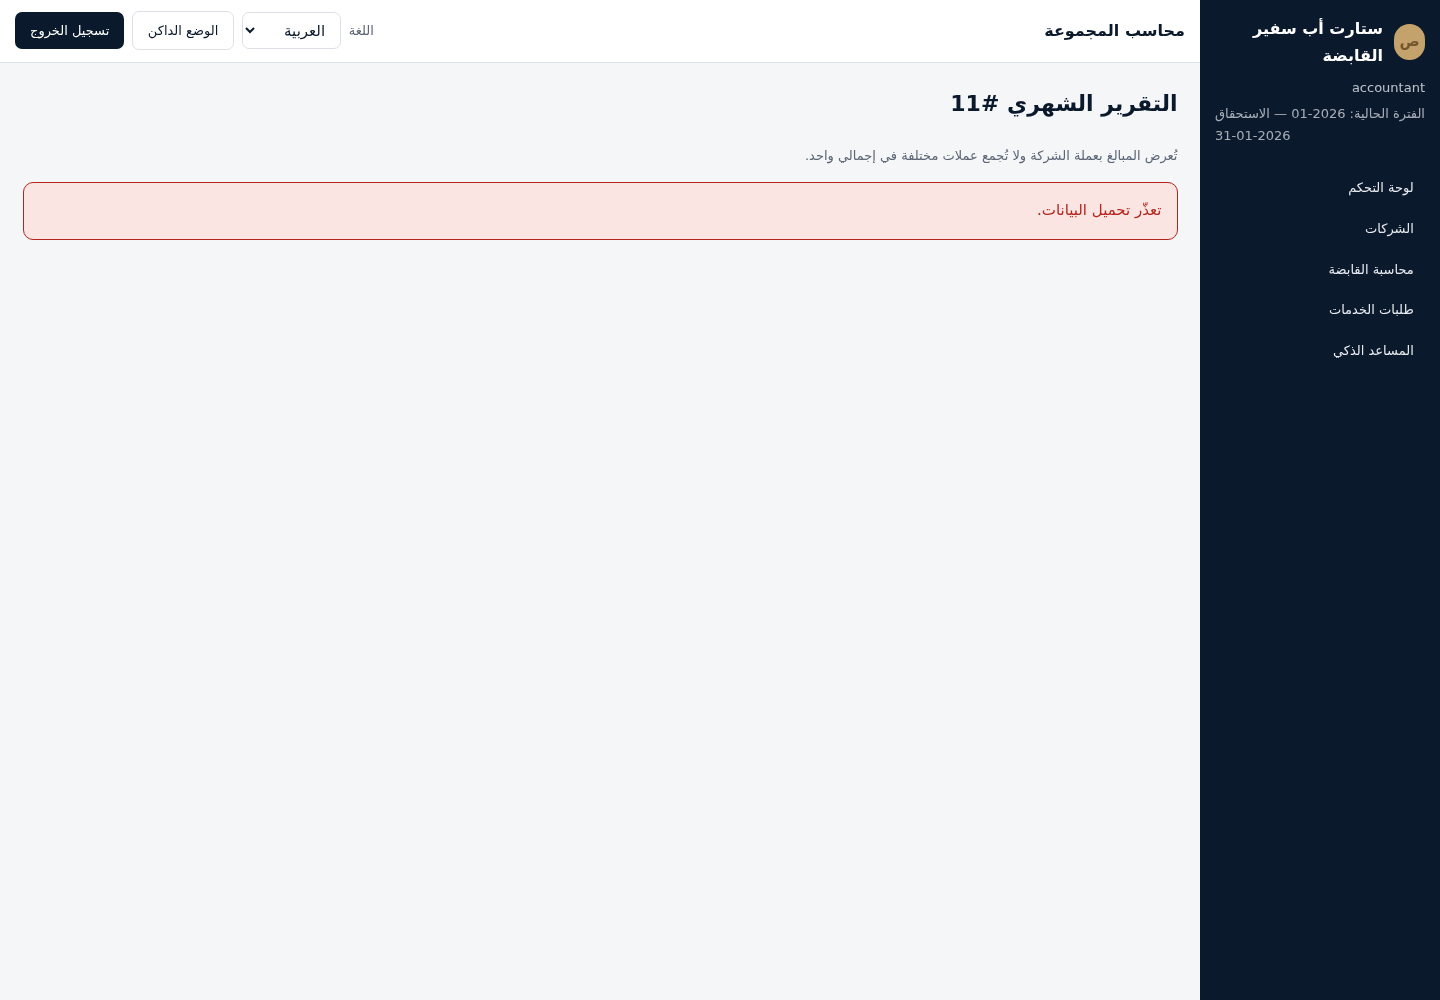 ص
ستارت أب سفير
القابضة
accountant
الفترة الحالية: 2026-01 — الاستحقاق
2026-01-31
لوحة التحكم
الشركات
محاسبة القابضة
طلبات الخدمات
المساعد الذكي
محاسب المجموعة
اللغة
العربية
الوضع الداكن
تسجيل الخروج
التقرير الشهري #11
تُعرض المبالغ بعملة الشركة ولا تُجمع عملات مختلفة في إجمالي واحد.
تعذّر تحميل البيانات.